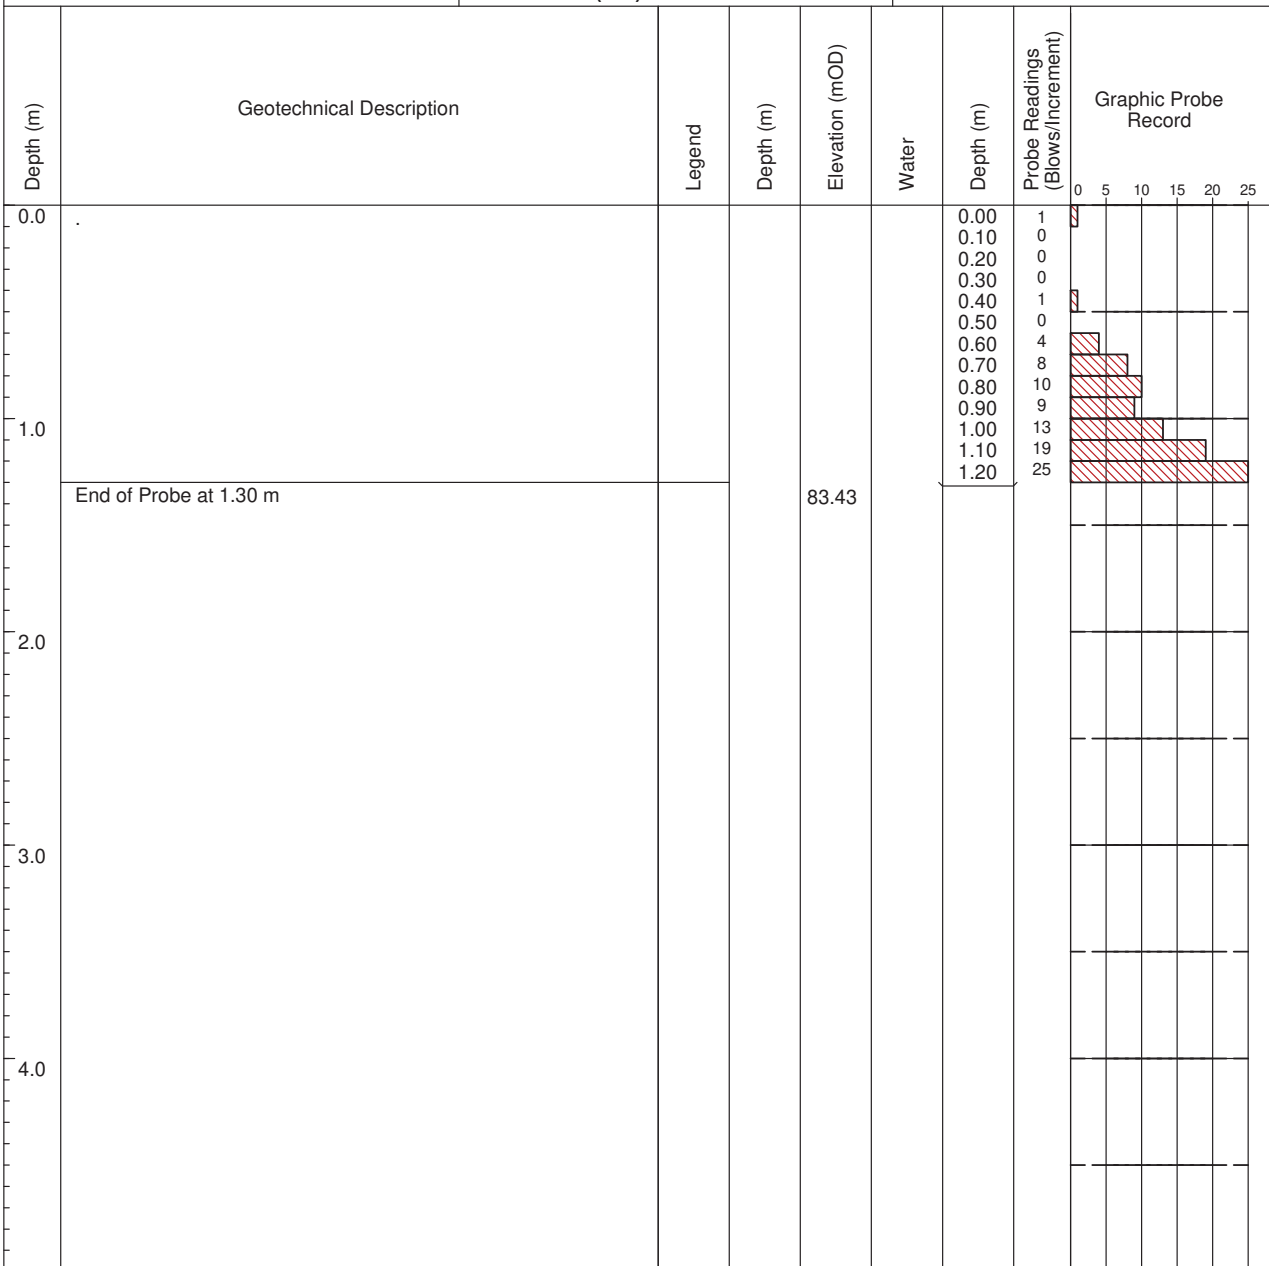 Depth (m)
Geotechnical Description
Legend
Depth (m)
Elevation (mOD)
Water
Depth (m)
Probe Readings
(Blows/Increment)
Graphic Probe
Record
0 5 10 15 20 25
0.0 . 0.00 1
0.10 0
0.20 0
0.30 0
0.40 1
0.50 0
0.60 4
0.70 8
0.80 10
0.90 9
1.0 1.00 13
1.10 19
1.20 25
End of Probe at 1.30 m 83.43
2.0
3.0
4.0